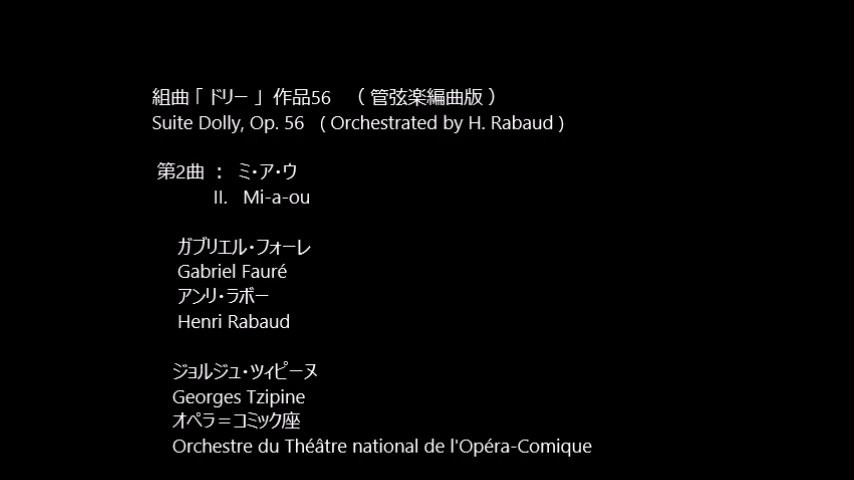 組曲「 ドリー 」 作品56 （ 管弦楽編曲版 ）
Suite Dolly, Op. 56 ( Orchestrated by H. Rabaud )
第2曲 ： ミ・ア・ウ
II. Mi-a-ou
ガブリエル・フォーレ
Gabriel Fauré
アンリ・ラボー
Henri Rabaud
ジョルジュ・ツィピーヌ
Georges Tzipine
オペラ＝コミック座
Orchestre du Théâtre national de l'Opéra-Comique